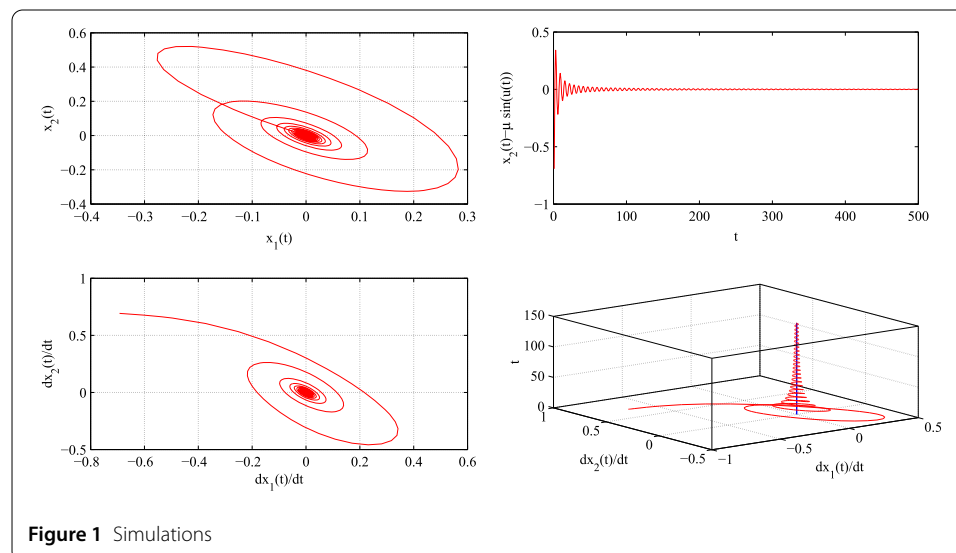 0.6
0.4
0.2
0
−0.2
−0.4
x_2(t)
−0.4 −0.3 −0.2 −0.1 0 0.1 0.2 0.3
x_1(t)
0.5
0
−0.5
−1
x_2(t)−μ sin(u(t))
0 100 200 300 400 500
t
1
0.5
0
−0.5
dx_2(t)/dt
−0.8 −0.6 −0.4 −0.2 0 0.2 0.4 0.6
dx_1(t)/dt
150
100
50
0
t
1 0.5 0 −0.5
dx_2(t)/dt
−1 −0.5 0 0.5
dx_1(t)/dt
Figure 1 Simulations